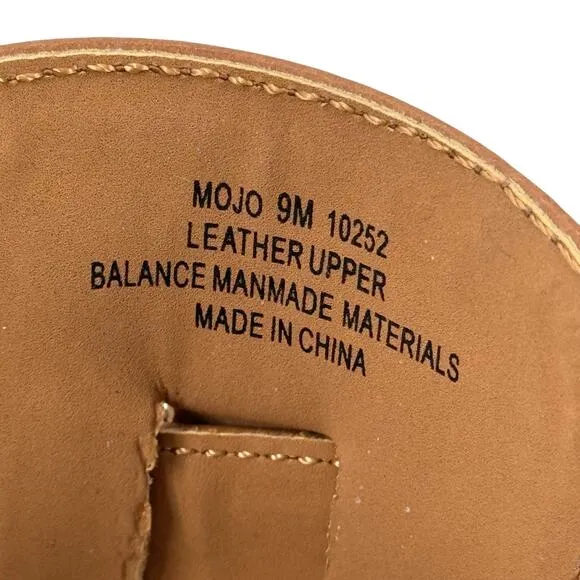 MOJO 9M 10252
LEATHER UPPER
BALANCE MANMADE MATERIALS
MADE IN CHINA